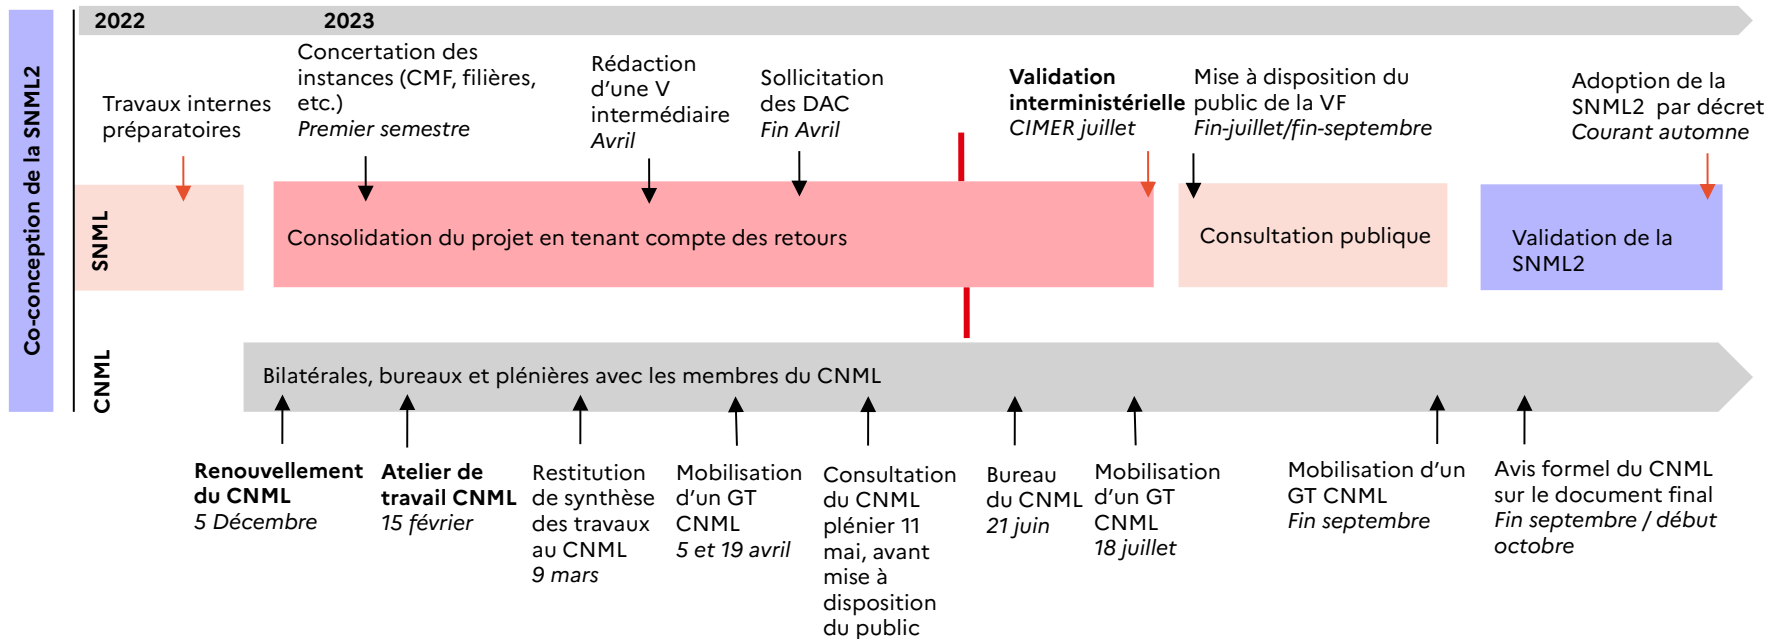 Co-conception de la SNML2
2022
2023
Travaux internes
préparatoires
Concertation des
instances (CMF, filières,
etc.)
Premier semestre
Rédaction
d'une V
intermédiaire
Avril
Sollicitation
des DAC
Fin Avril
Validation
interministérielle
CIMER juillet
Mise à disposition du
public de la VF
Fin-juillet/fin-septembre
Adoption de la
SNML2 par décret
Courant automne
SNML
Consolidation du projet en tenant compte des retours
Consultation publique
Validation de la
SNML2
CNML
Bilatérales, bureaux et plénières avec les membres du CNML
Renouvellement
du CNML
5 Décembre
Atelier de
travail CNML
15 février
Restitution
de synthèse
des travaux
au CNML
9 mars
Mobilisation
d'un GT
CNML
5 et 19 avril
Consultation
du CNML
plénier 11
mai, avant
mise à
disposition
du public
Bureau
du CNML
21 juin
Mobilisation
d'un GT
CNML
18 juillet
Mobilisation d'un
GT CNML
Fin septembre
Avis formel du CNML
sur le document final
Fin septembre / début
octobre